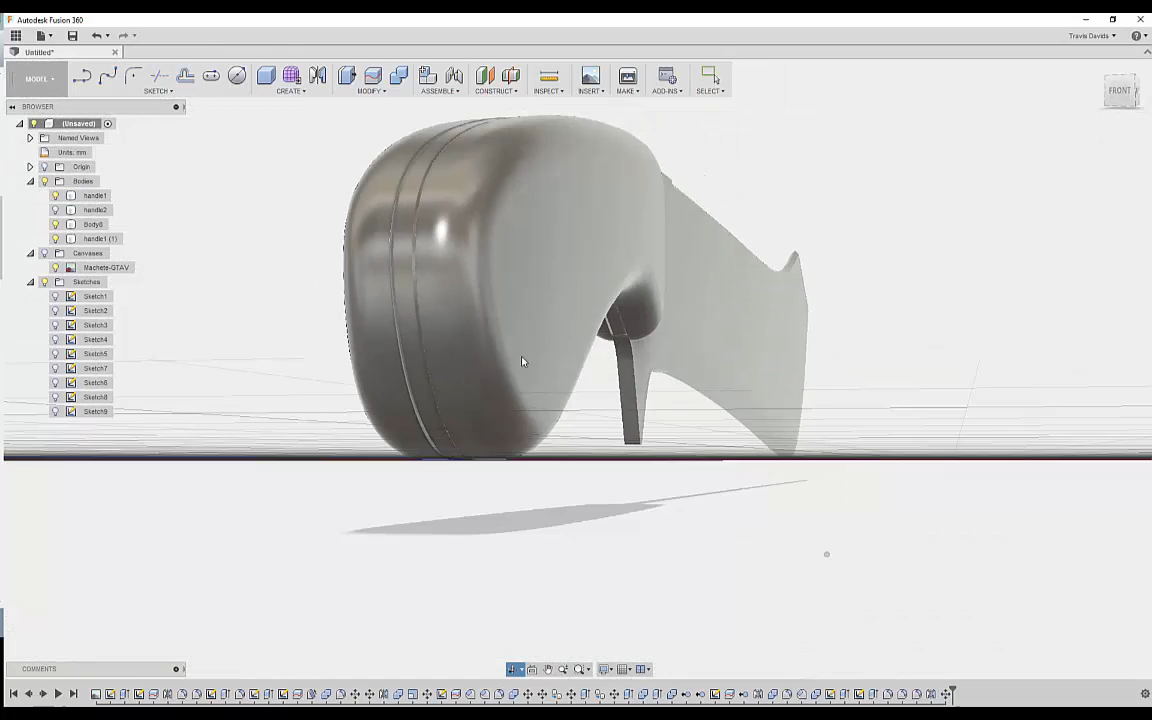 Autodesk Fusion 360
Travis Davids
Untitled*
MODEL
SKETCH
CREATE
MODIFY
ASSEMBLE
CONSTRUCT
INSPECT
INSERT
MAKE
ADD-INS
SELECT
FRONT
BROWSER
(Unsaved)
Named Views
Units: mm
Origin
Bodies
handle1
handle2
Body8
handle1 (1)
Canvases
Machete-GTAV
Sketches
Sketch1
Sketch2
Sketch3
Sketch4
Sketch5
Sketch7
Sketch6
Sketch8
Sketch9
COMMENTS